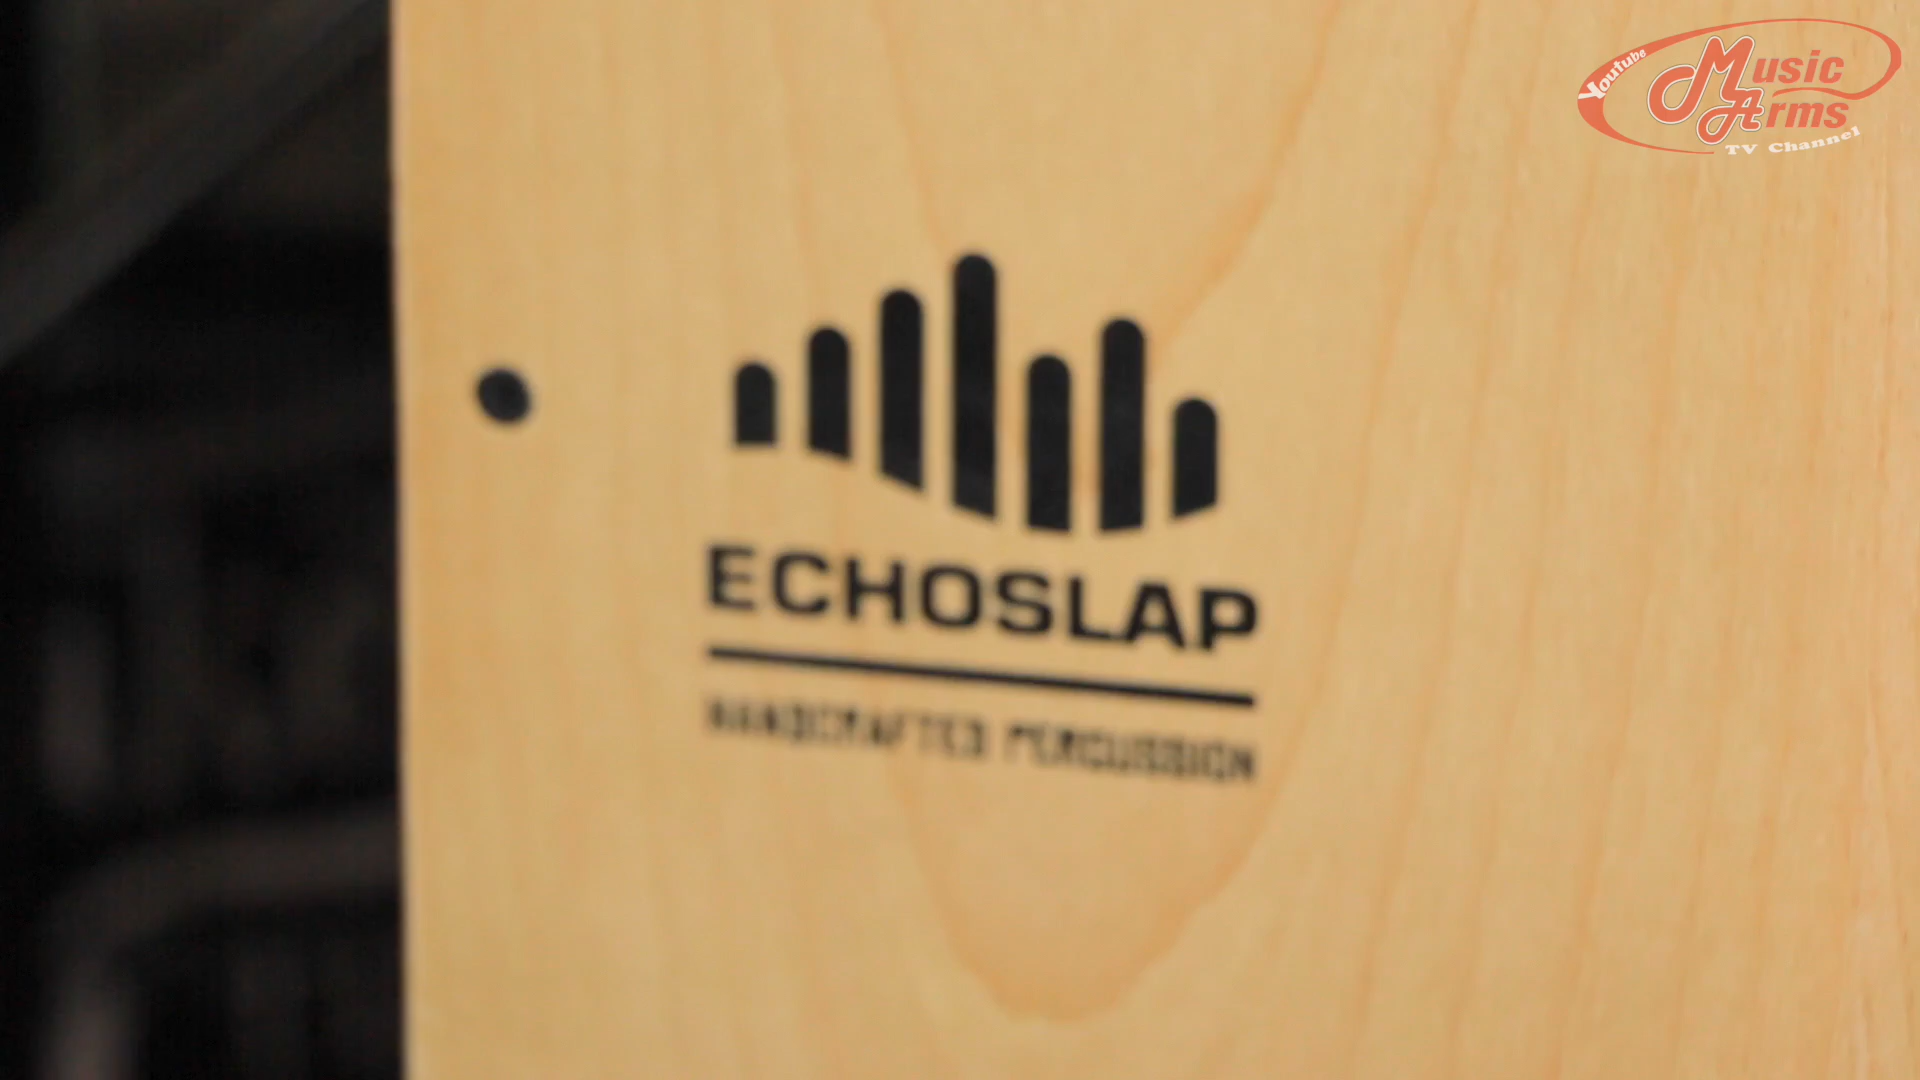 Youtube
Music
Arms
TV Channel
ECHOSLAP
HANDCRAFTED PERCUSSION